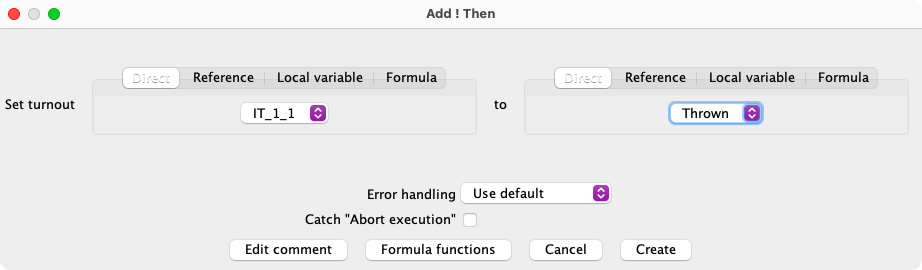 Add ! Then
Direct Reference Local variable Formula Direct Reference Local variable Formula
Set turnout IT_1_1 to Thrown
Error handling Use default
Catch "Abort execution"
Edit comment Formula functions Cancel Create